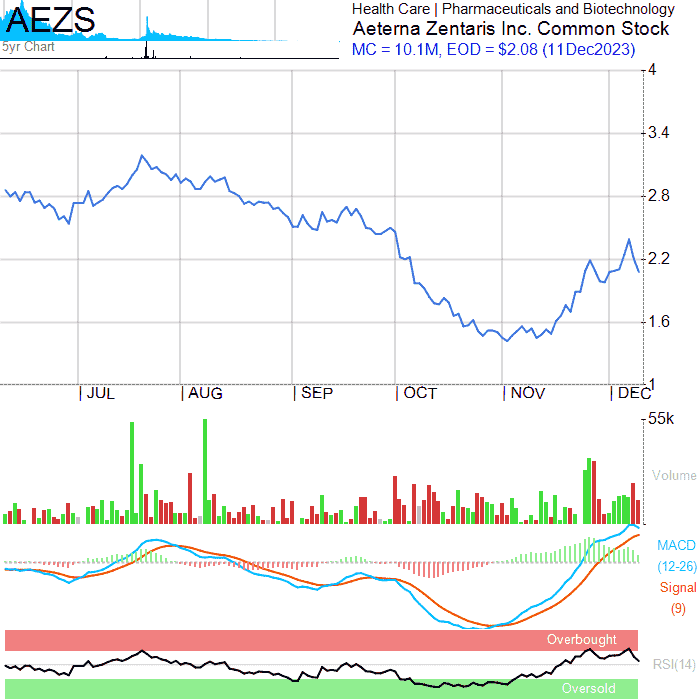 AEZS
5yr Chart
Health Care | Pharmaceuticals and Biotechnology
Aeterna Zentaris Inc. Common Stock
MC = 10.1M, EOD = $2.08 (11Dec2023)
4
3.4
2.8
2.2
1.6
1
| JUL | AUG | SEP | OCT | NOV | DEC
55k
Volume
MACD
(12-26)
Signal
(9)
Overbought
RSI(14)
Oversold